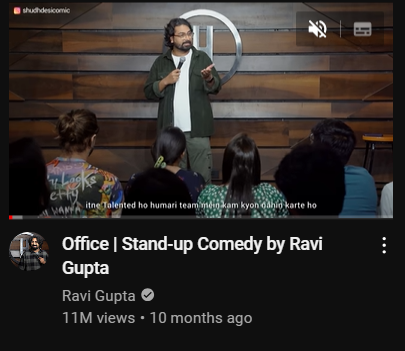 shudhdesicomic
itne Talented ho humari team mein kam kyon nahin karte ho
Office | Stand-up Comedy by Ravi
Gupta
Ravi Gupta
11M views • 10 months ago